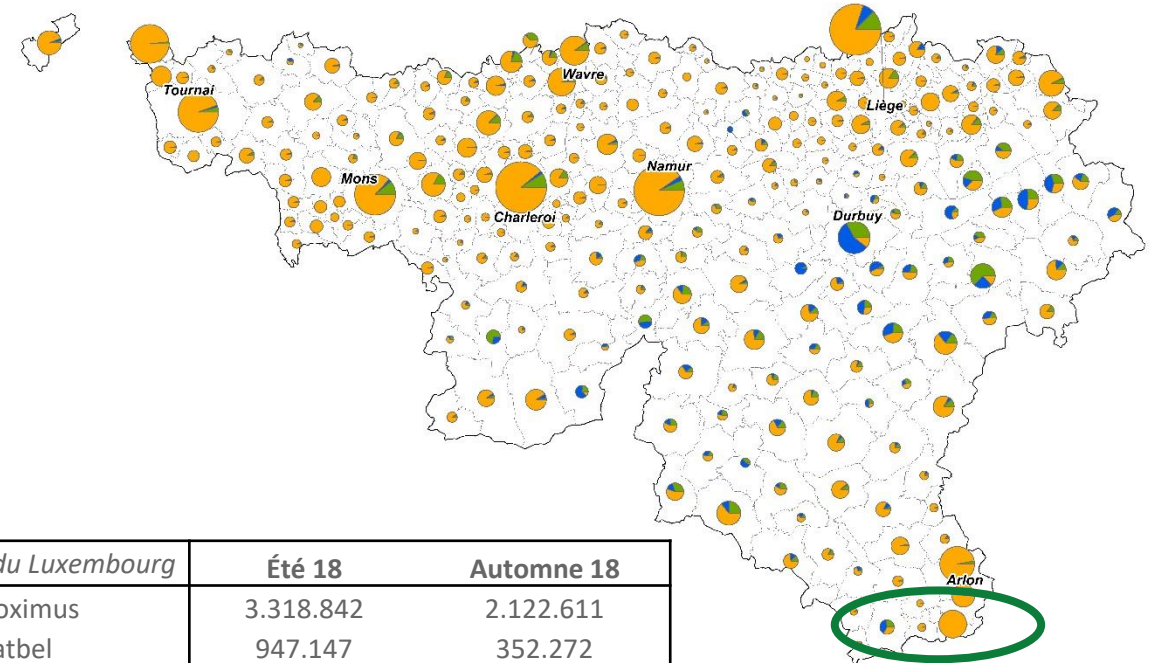 Wavre
Tournai
Liège
Mons
Namur
Charleroi
Durbuy
Arlon
du Luxembourg Été 18 Automne 18
oximus 3.318.842 2.122.611
atbel 947.147 352.272